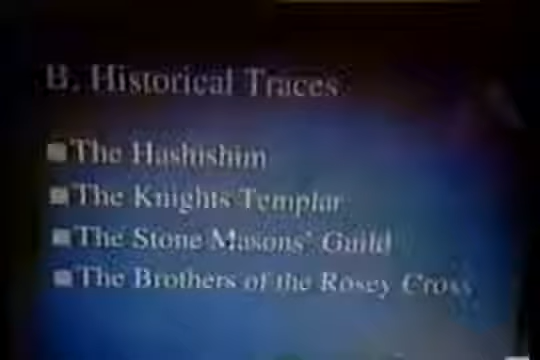 B. Historical Traces
The Hashishim
The Knights Templar
The Stone Masons' Guild
The Brothers of the Rosey Cross